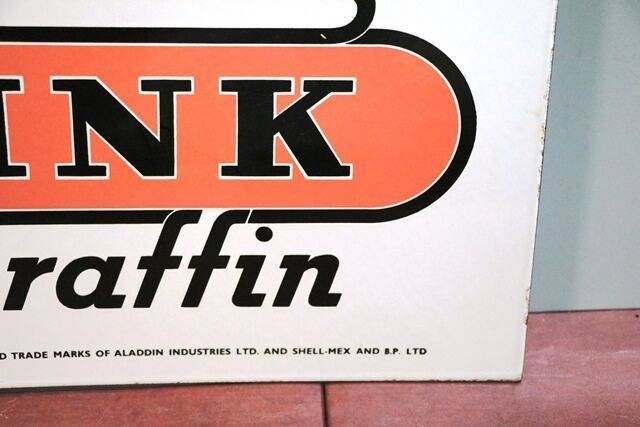 INK
raffin
D TRADE MARKS OF ALADDIN INDUSTRIES LTD. AND SHELL-MEX AND B.P. LTD